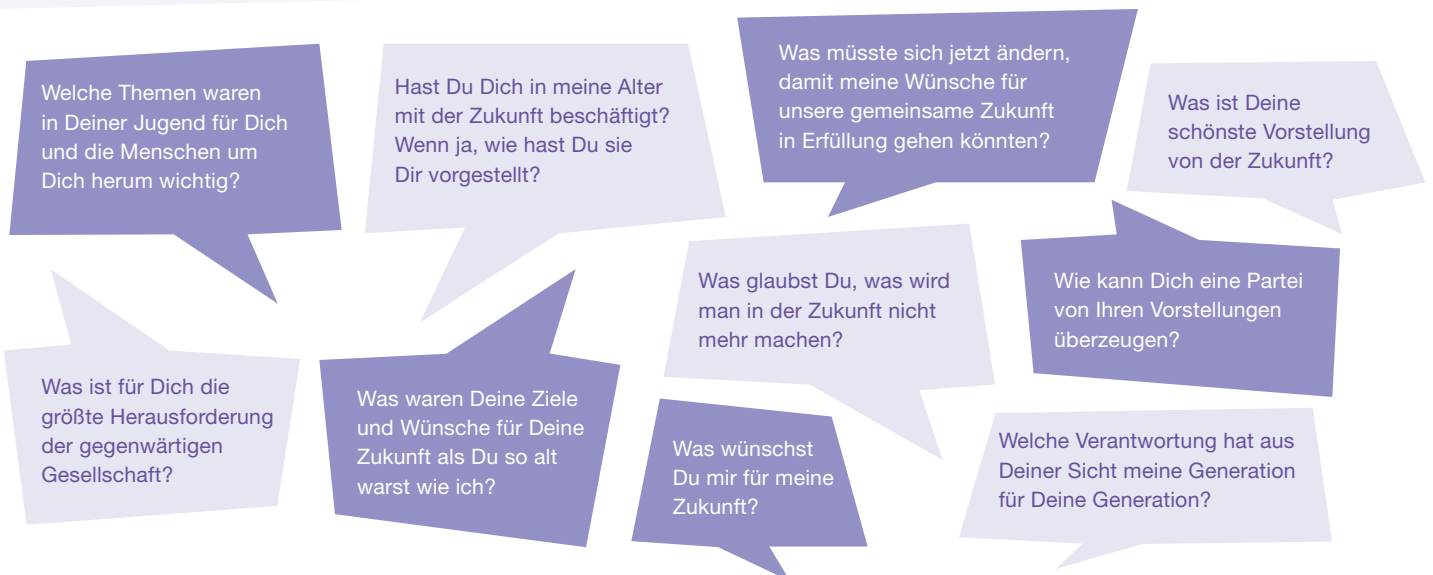 Welche Themen waren
in Deiner Jugend für Dich
und die Menschen um
Dich herum wichtig?
Hast Du Dich in meine Alter
mit der Zukunft beschäftigt?
Wenn ja, wie hast Du sie
Dir vorgestellt?
Was müsste sich jetzt ändern,
damit meine Wünsche für
unsere gemeinsame Zukunft
in Erfüllung gehen könnten?
Was ist Deine
schönste Vorstellung
von der Zukunft?
Was glaubst Du, was wird
man in der Zukunft nicht
mehr machen?
Wie kann Dich eine Partei
von Ihren Vorstellungen
überzeugen?
Was ist für Dich die
größte Herausforderung
der gegenwärtigen
Gesellschaft?
Was waren Deine Ziele
und Wünsche für Deine
Zukunft als Du so alt
warst wie ich?
Was wünschst
Du mir für meine
Zukunft?
Welche Verantwortung hat aus
Deiner Sicht meine Generation
für Deine Generation?